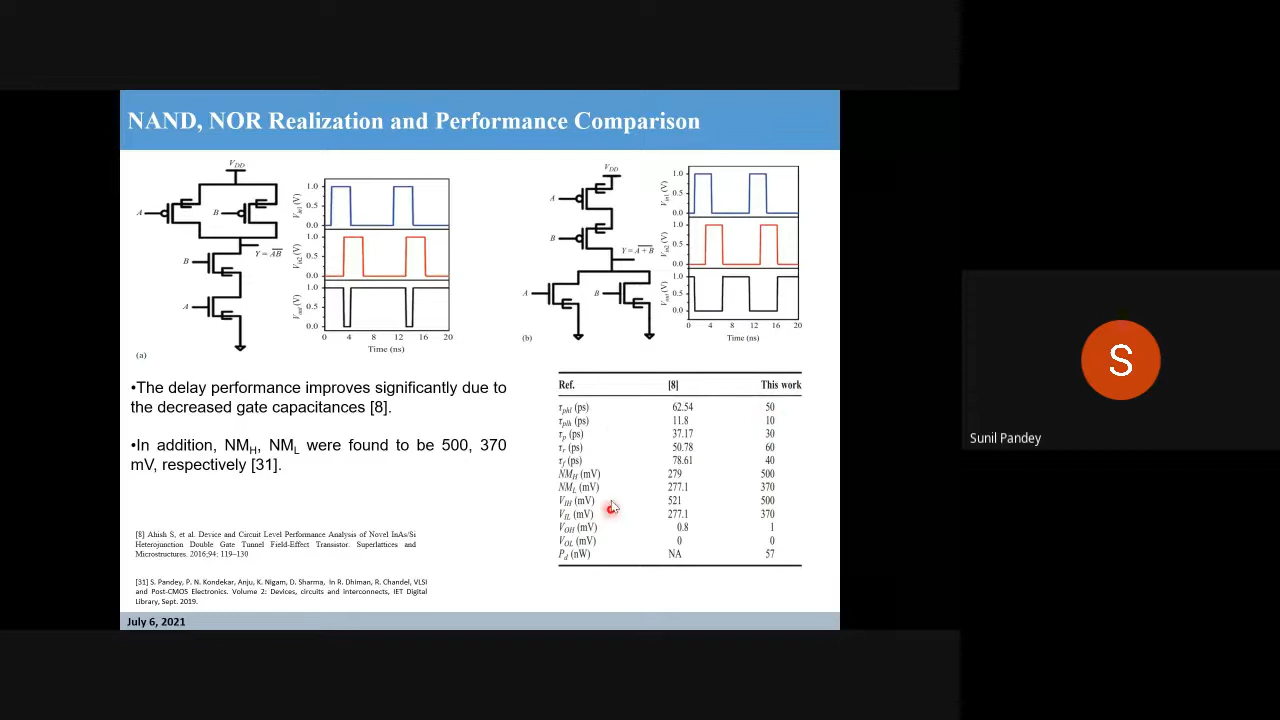 NAND, NOR Realization and Performance Comparison
V_DD
A
B
B
A
Y = AB
(a)
1.0
0.5
0.0
V_in1 (V)
1.0
0.5
0.0
V_in2 (V)
1.0
0.5
0.0
V_out (V)
0 4 8 12 16 20
Time (ns)
V_DD
A
B
Y = A + B
A
B
(b)
1.0
0.5
0.0
V_in1 (V)
1.0
0.5
0.0
V_in2 (V)
1.0
0.5
0.0
V_out (V)
0 4 8 12 16 20
Time (ns)
•The delay performance improves significantly due to
the decreased gate capacitances [8].
•In addition, NM_H, NM_L were found to be 500, 370
mV, respectively [31].
Ref. [8] This work
τ_phl (ps) 62.54 50
τ_plh (ps) 11.8 10
τ_p (ps) 37.17 30
τ_r (ps) 50.78 60
τ_f (ps) 78.61 40
NM_H (mV) 279 500
NM_L (mV) 277.1 370
V_IH (mV) 521 500
V_IL (mV) 277.1 370
V_OH (mV) 0.8 1
V_OL (mV) 0 0
P_d (nW) NA 57
[8] Ahish S, et al. Device and Circuit Level Performance Analysis of Novel InAs/Si
Heterojunction Double Gate Tunnel Field-Effect Transistor. Superlattices and
Microstructures. 2016;94: 119–130
[31] S. Pandey, P. N. Kondekar, Anju, K. Nigam, D. Sharma, In R. Dhiman, R. Chandel, VLSI
and Post-CMOS Electronics. Volume 2: Devices, circuits and interconnects, IET Digital
Library, Sept. 2019.
July 6, 2021
S
Sunil Pandey